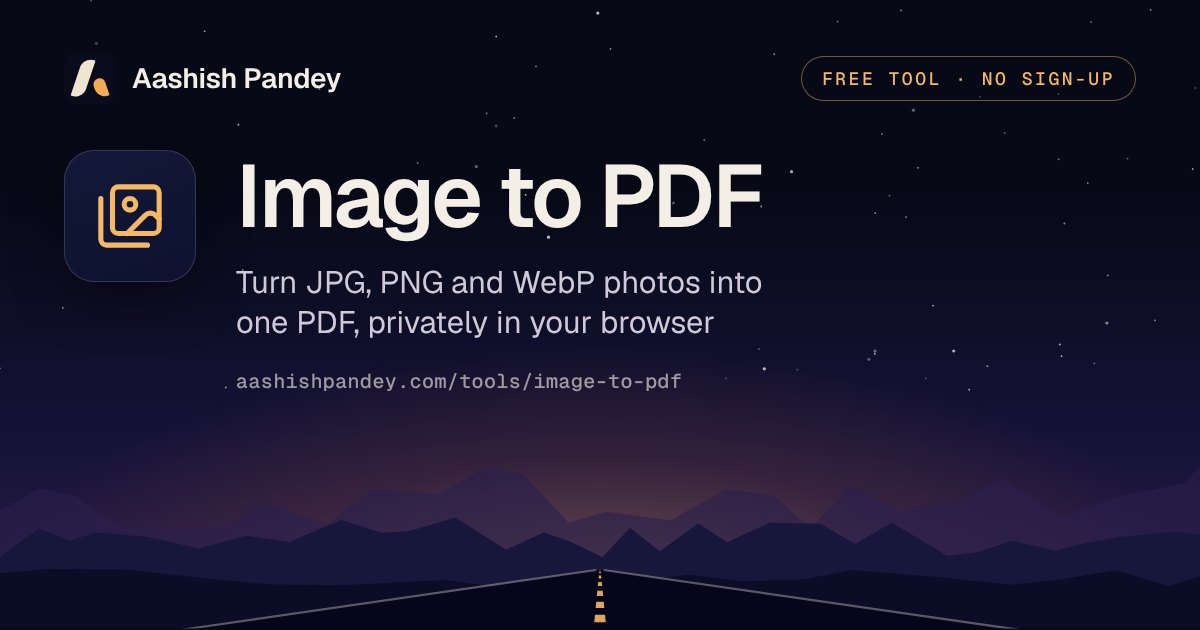 Aashish Pandey
FREE TOOL · NO SIGN-UP
Image to PDF
Turn JPG, PNG and WebP photos into
one PDF, privately in your browser
aashishpandey.com/tools/image-to-pdf